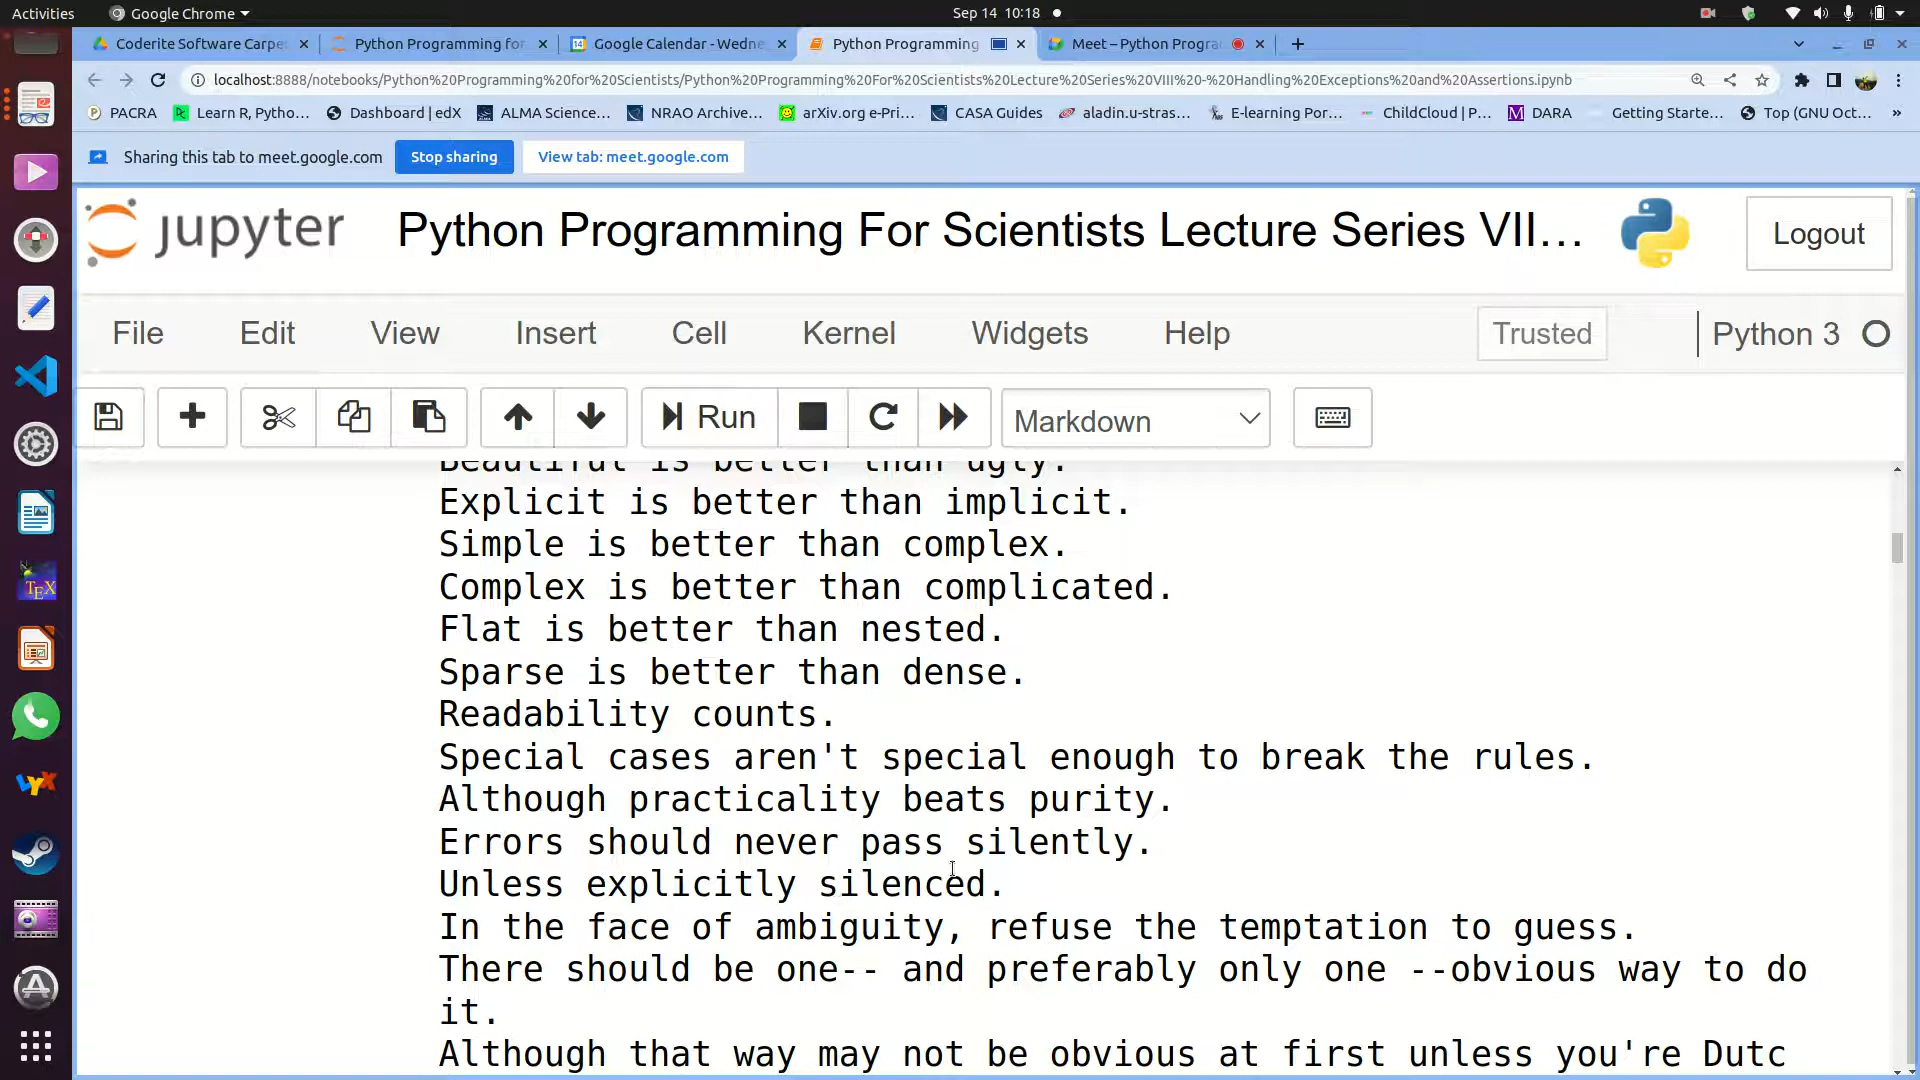 Activities
Google Chrome
Sep 14 10:18
Coderite Software Carpe
Python Programming for
Google Calendar - Wedne
Python Programming
Meet – Python Progra
localhost:8888/notebooks/Python%20Programming%20for%20Scientists/Python%20Programming%20For%20Scientists%20Lecture%20Series%20VIII%20-%20Handling%20Exceptions%20and%20Assertions.ipynb
PACRA
Learn R, Pytho...
Dashboard | edX
ALMA Science...
NRAO Archive...
arXiv.org e-Pri...
CASA Guides
aladin.u-stras...
E-learning Por...
ChildCloud | P...
DARA
Getting Starte...
Top (GNU Oct...
»
Sharing this tab to meet.google.com
Stop sharing
View tab: meet.google.com
jupyter
Python Programming For Scientists Lecture Series VII...
Logout
File Edit View Insert Cell Kernel Widgets Help
Trusted
Python 3
Run
Markdown
Beautiful is better than ugly.
Explicit is better than implicit.
Simple is better than complex.
Complex is better than complicated.
Flat is better than nested.
Sparse is better than dense.
Readability counts.
Special cases aren't special enough to break the rules.
Although practicality beats purity.
Errors should never pass silently.
Unless explicitly silenced.
In the face of ambiguity, refuse the temptation to guess.
There should be one-- and preferably only one --obvious way to do
it.
Although that way may not be obvious at first unless you're Dutc